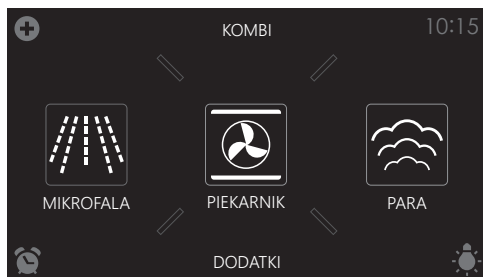 KOMBI
10:15
MIKROFALA
PIEKARNIK
PARA
DODATKI